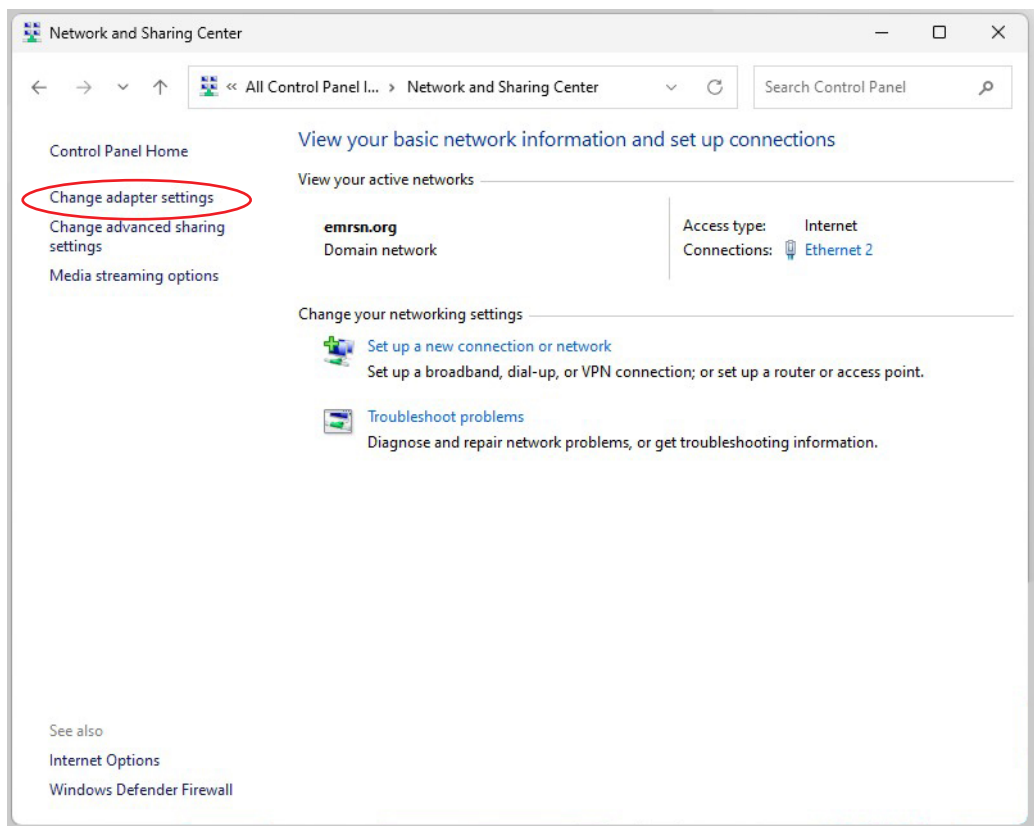 Network and Sharing Center
« All Control Panel I... › Network and Sharing Center
Search Control Panel
Control Panel Home
Change adapter settings
Change advanced sharing
settings
Media streaming options
View your basic network information and set up connections
View your active networks
emrsn.org
Domain network
Access type: Internet
Connections: Ethernet 2
Change your networking settings
Set up a new connection or network
Set up a broadband, dial-up, or VPN connection; or set up a router or access point.
Troubleshoot problems
Diagnose and repair network problems, or get troubleshooting information.
See also
Internet Options
Windows Defender Firewall